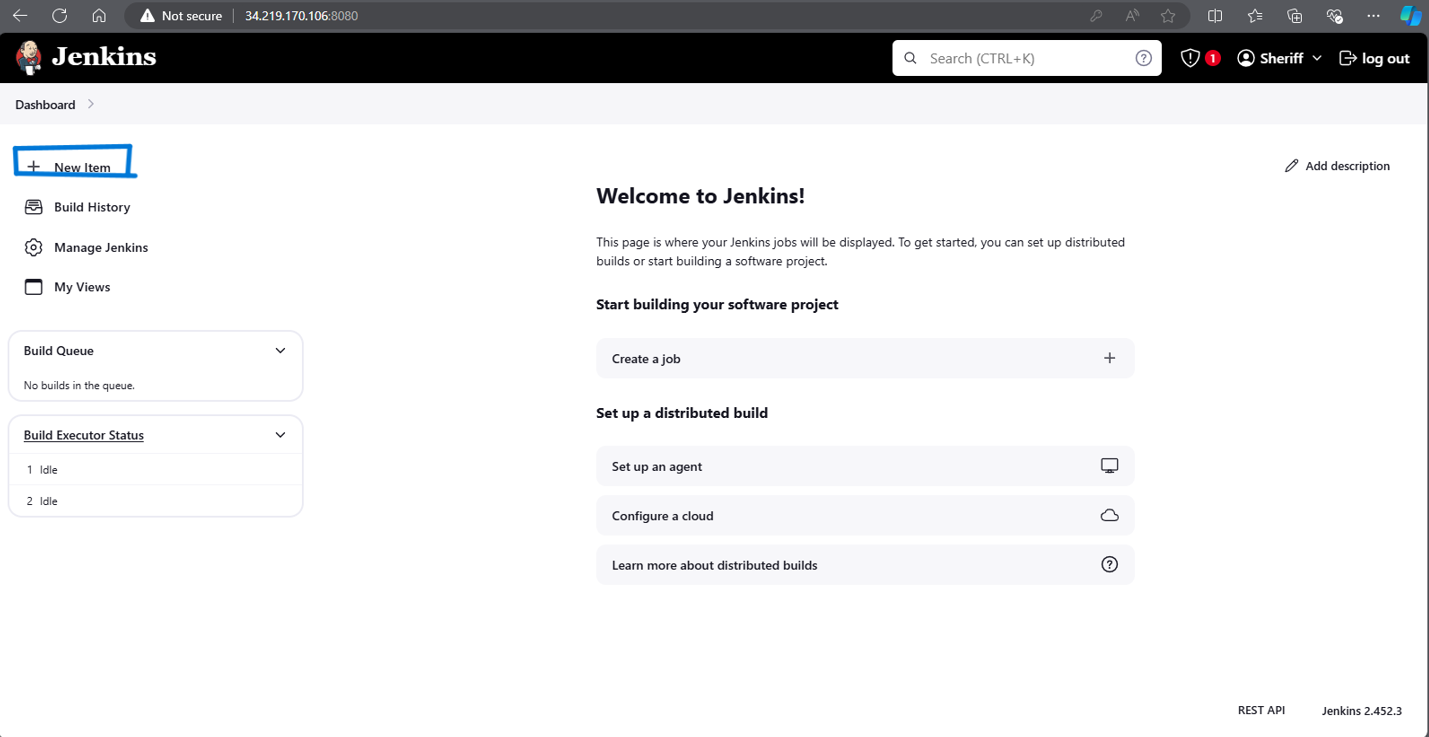 Not secure 34.219.170.106:8080
Jenkins
Search (CTRL+K)
1
Sheriff
log out
Dashboard
New Item
Build History
Manage Jenkins
My Views
Build Queue
No builds in the queue.
Build Executor Status
1 Idle
2 Idle
Add description
Welcome to Jenkins!
This page is where your Jenkins jobs will be displayed. To get started, you can set up distributed
builds or start building a software project.
Start building your software project
Create a job
Set up a distributed build
Set up an agent
Configure a cloud
Learn more about distributed builds
REST API
Jenkins 2.452.3